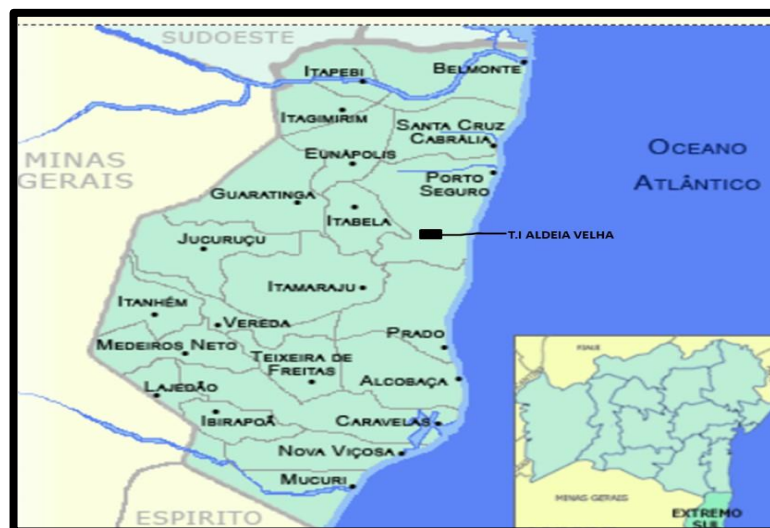 SUDOESTE
ITAPEBI
BELMONTE
ITAGIMIRIM
SANTA CRUZ
CABRÁLIA
EUNÁPOLIS
MINAS
GERAIS
OCEANO
ATLÂNTICO
PORTO
SEGURO
GUARATINGA
ITABELA
T.I ALDEIA VELHA
JUCURUÇU
ITAMARAJU
ITANHÉM
VEREDA
PRADO
MEDEIROS NETO
TEIXEIRA DE
FREITAS
ALCOBAÇA
LAJEDÃO
IBIRAPOÃ
CARAVELAS
NOVA VIÇOSA
MUCURI
ESPIRITO
PIAUÍ
MINAS GERAIS
EXTREMO
SUL